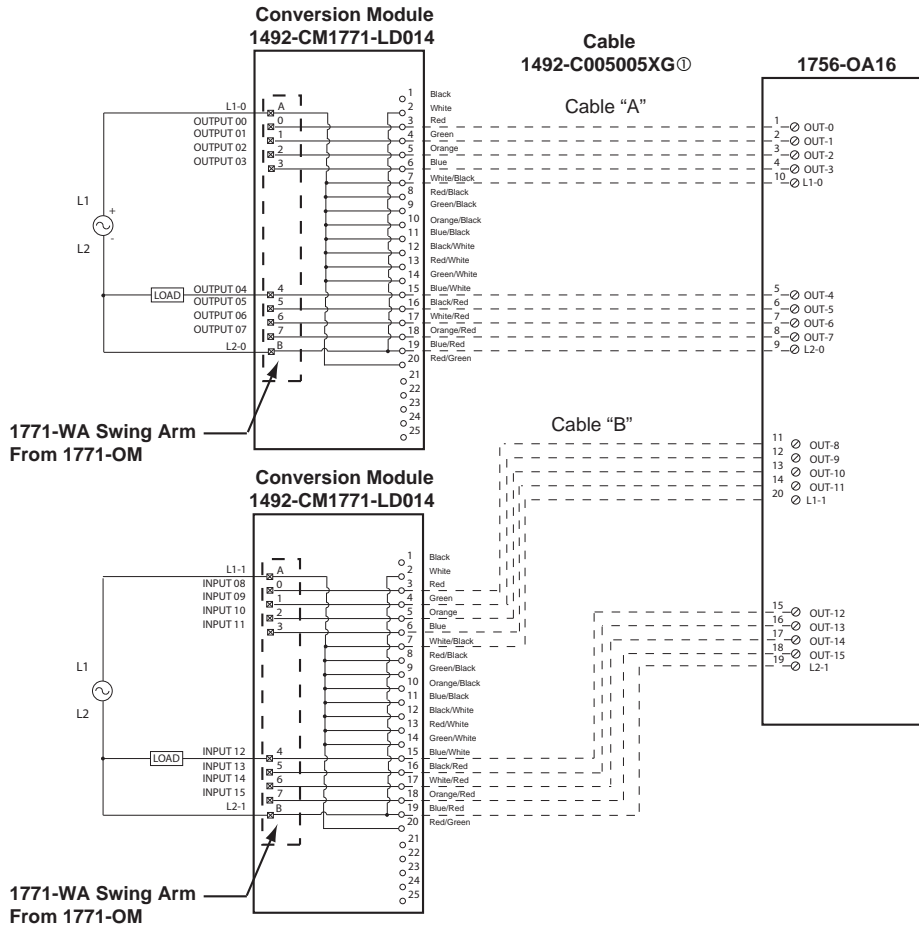 Conversion Module
1492-CM1771-LD014
Cable
1492-C005005XG①
1756-OA16
Cable "A"
L1-0
OUTPUT 00
OUTPUT 01
OUTPUT 02
OUTPUT 03
L1
+
-
L2
LOAD
OUTPUT 04
OUTPUT 05
OUTPUT 06
OUTPUT 07
L2-0
A
0
1
2
3
4
5
6
7
B
1 Black
2 White
3 Red
4 Green
5 Orange
6 Blue
7 White/Black
8 Red/Black
9 Green/Black
10 Orange/Black
11 Blue/Black
12 Black/White
13 Red/White
14 Green/White
15 Blue/White
16 Black/Red
17 White/Red
18 Orange/Red
19 Blue/Red
20 Red/Green
21
22
23
24
25
1 OUT-0
2 OUT-1
3 OUT-2
4 OUT-3
10 L1-0
5 OUT-4
6 OUT-5
7 OUT-6
8 OUT-7
9 L2-0
1771-WA Swing Arm
From 1771-OM
Cable "B"
Conversion Module
1492-CM1771-LD014
L1-1
INPUT 08
INPUT 09
INPUT 10
INPUT 11
L1
L2
LOAD
INPUT 12
INPUT 13
INPUT 14
INPUT 15
L2-1
A
0
1
2
3
4
5
6
7
B
1 Black
2 White
3 Red
4 Green
5 Orange
6 Blue
7 White/Black
8 Red/Black
9 Green/Black
10 Orange/Black
11 Blue/Black
12 Black/White
13 Red/White
14 Green/White
15 Blue/White
16 Black/Red
17 White/Red
18 Orange/Red
19 Blue/Red
20 Red/Green
21
22
23
24
25
11 OUT-8
12 OUT-9
13 OUT-10
14 OUT-11
20 L1-1
15 OUT-12
16 OUT-13
17 OUT-14
18 OUT-15
19 L2-1
1771-WA Swing Arm
From 1771-OM